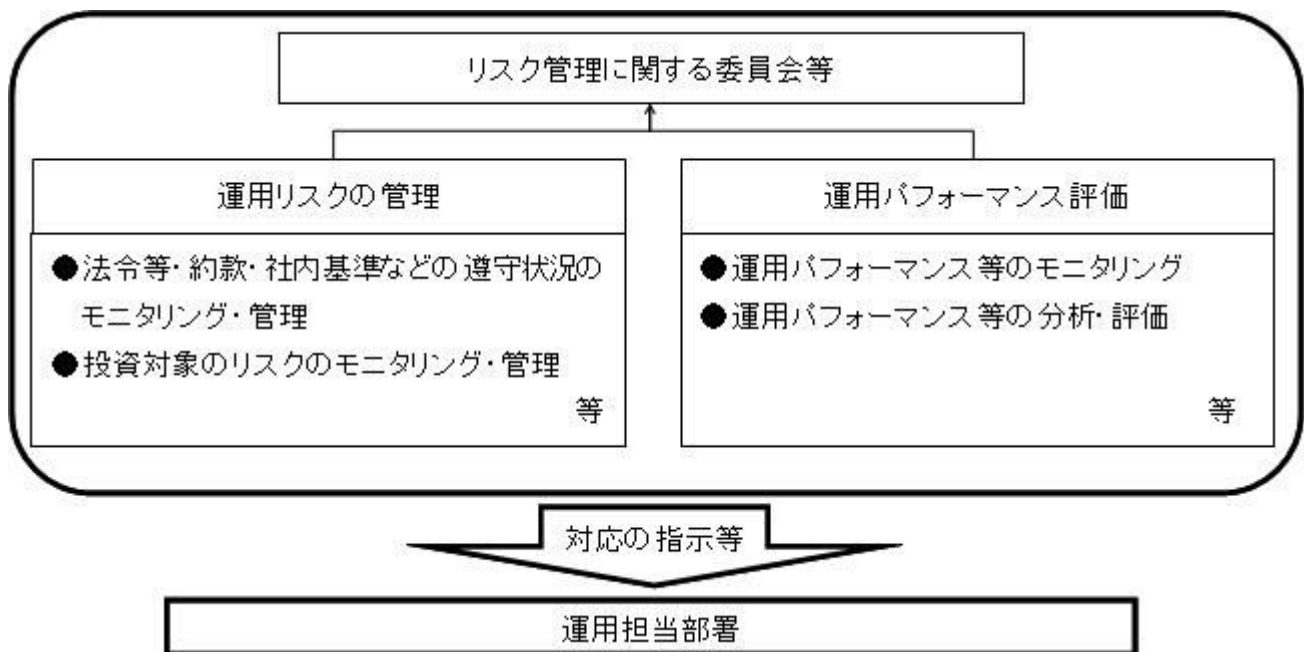 リスク管理に関する委員会等
運用リスクの管理
●法令等・約款・社内基準などの遵守状況の
モニタリング・管理
●投資対象のリスクのモニタリング・管理
等
運用パフォーマンス評価
●運用パフォーマンス等のモニタリング
●運用パフォーマンス等の分析・評価
等
対応の指示等
運用担当部署